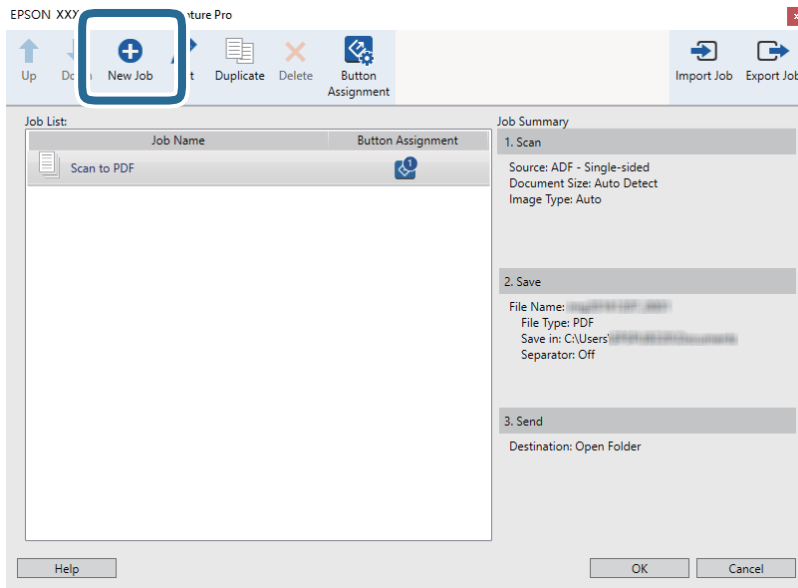 EPSON XXX ture Pro
Up Do n New Job t Duplicate Delete Button Assignment Import Job Export Job
Job List:
Job Name Button Assignment
Scan to PDF 1
Job Summary
1. Scan
Source: ADF - Single-sided
Document Size: Auto Detect
Image Type: Auto
2. Save
File Name:
File Type: PDF
Save in: C:\Users\
Separator: Off
3. Send
Destination: Open Folder
Help OK Cancel